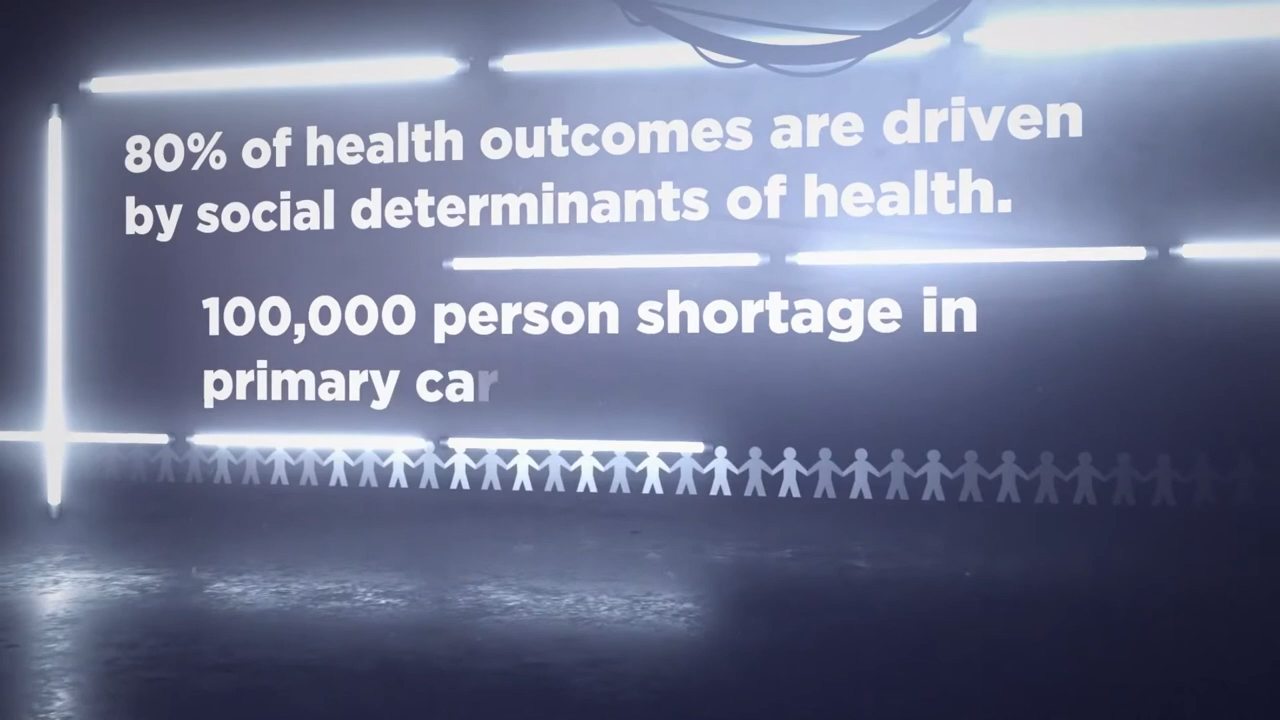 80% of health outcomes are driven
by social determinants of health.
100,000 person shortage in
primary car